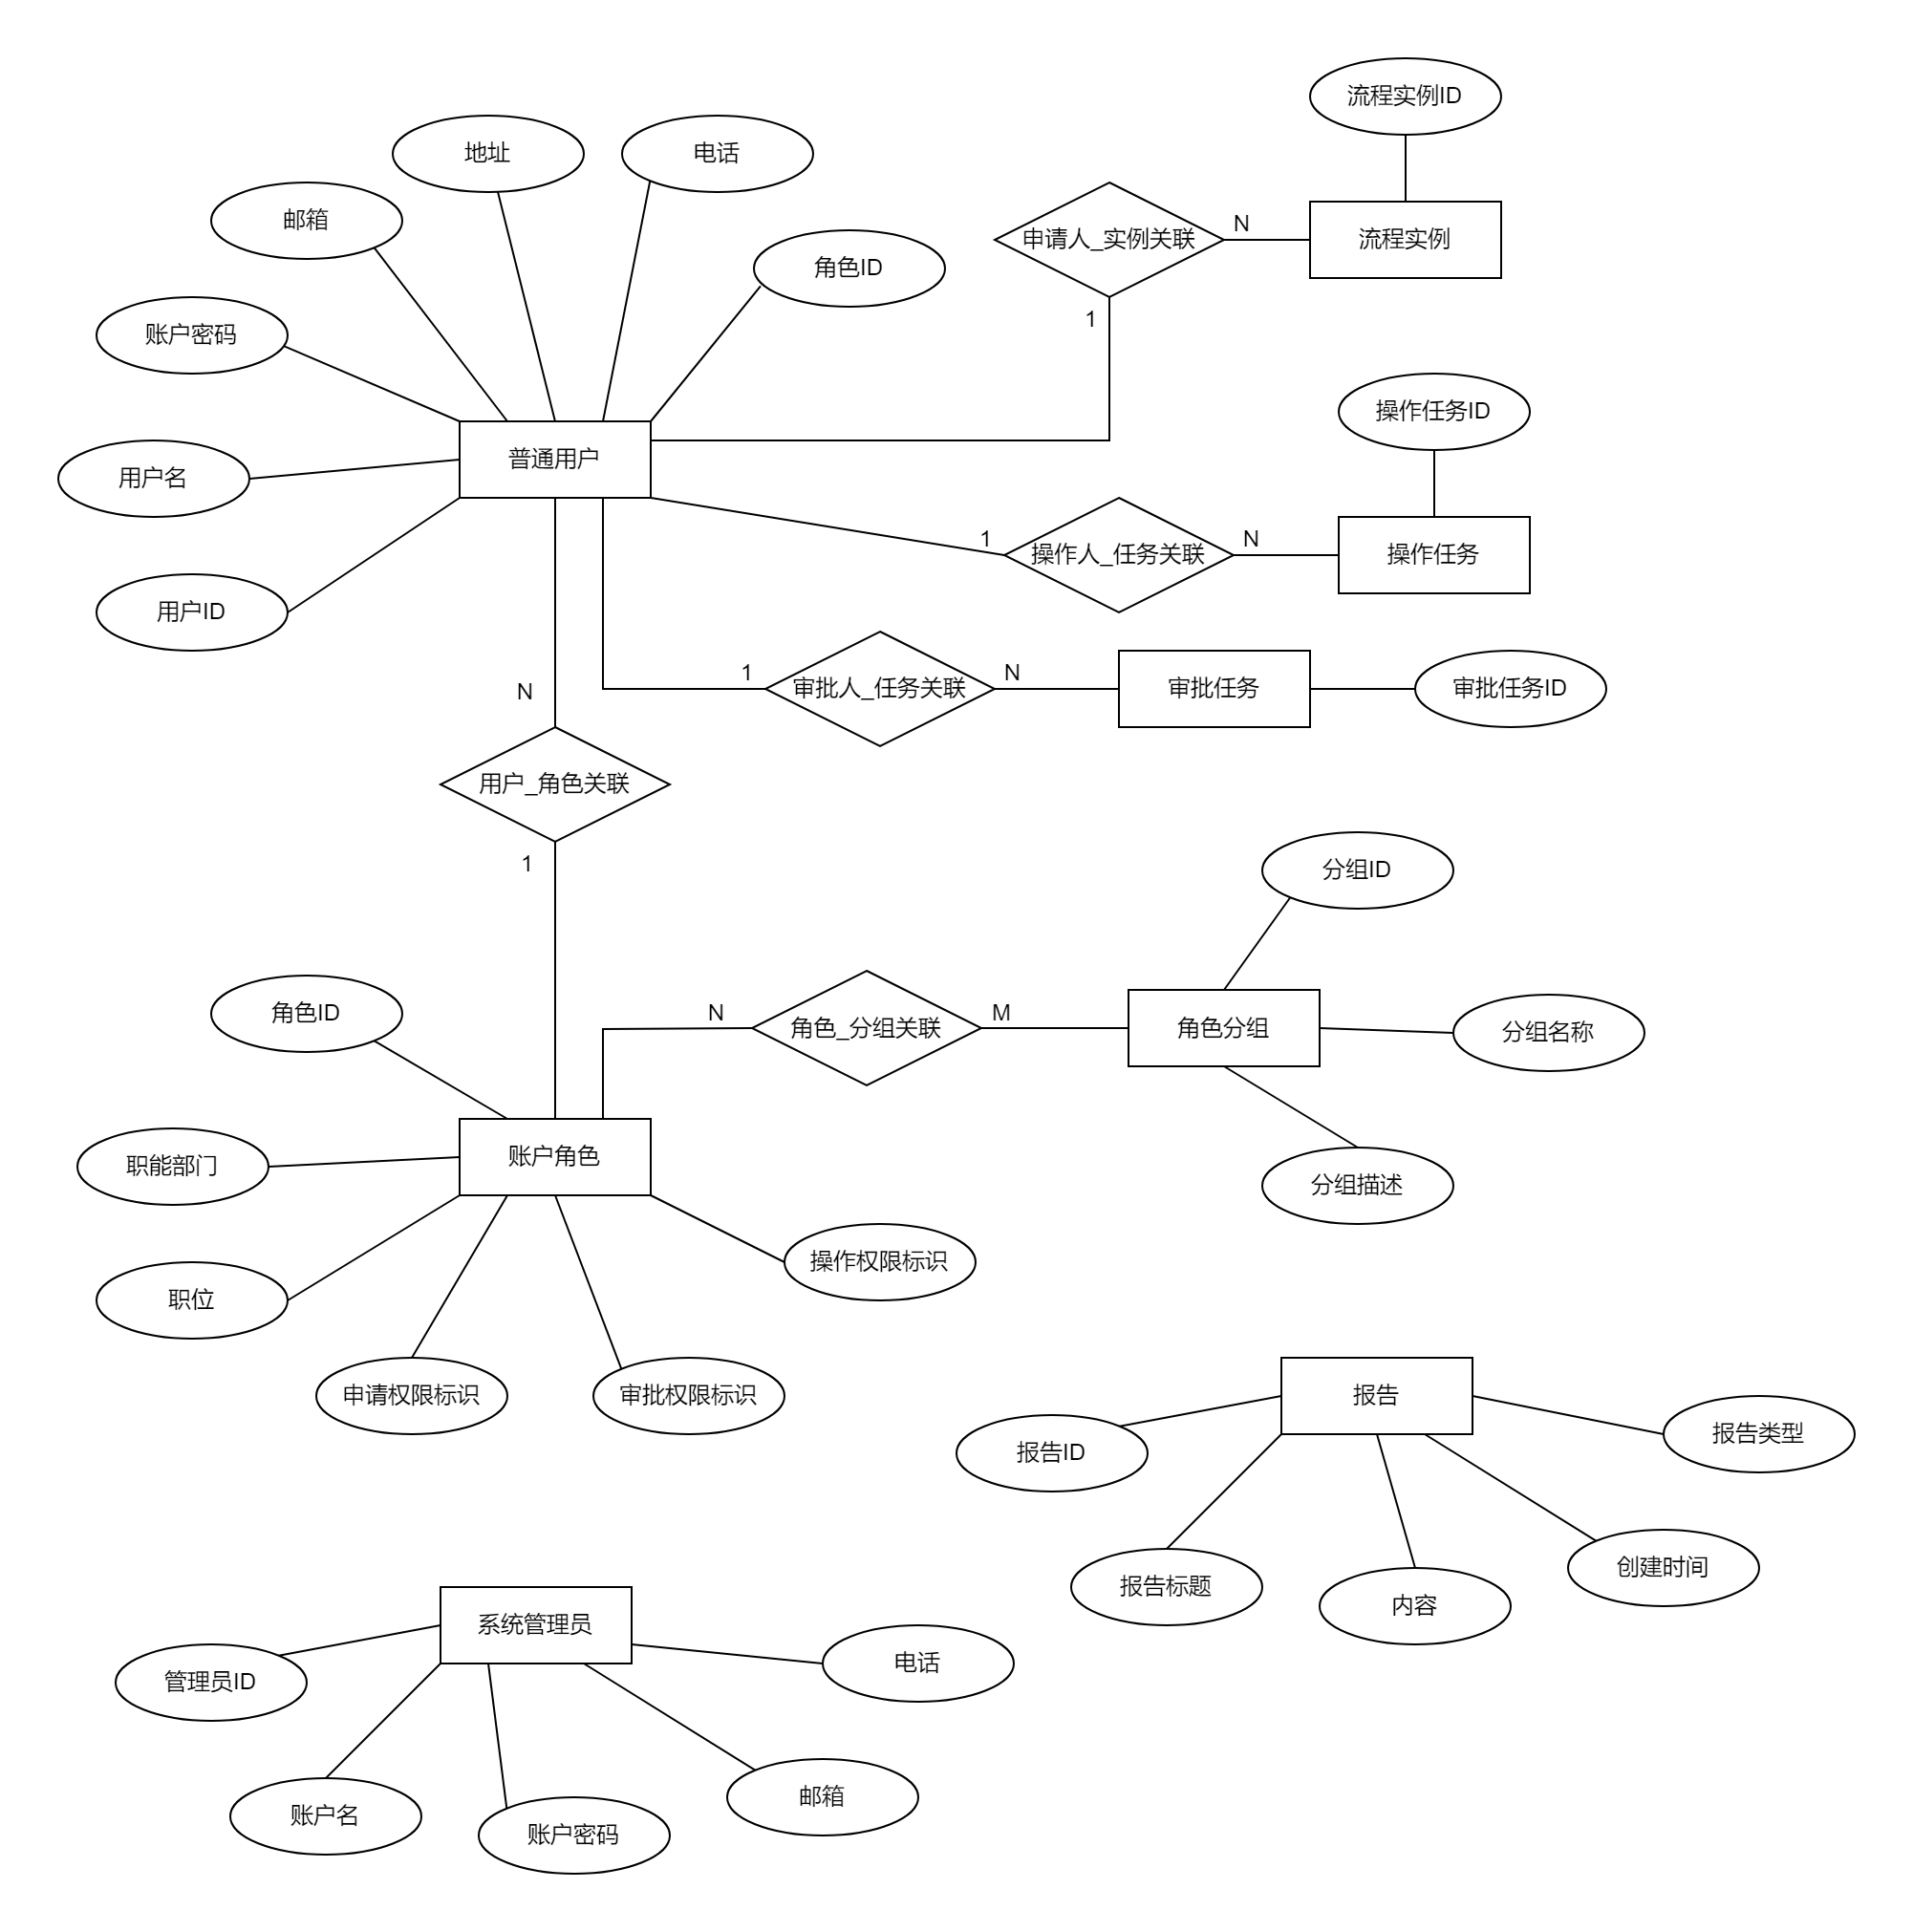 流程实例ID
地址
电话
邮箱
申请人_实例关联
N
流程实例
角色ID
1
账户密码
操作任务ID
普通用户
用户名
1
操作人_任务关联
N
操作任务
用户ID
N
1
审批人_任务关联
N
审批任务
审批任务ID
用户_角色关联
1
分组ID
角色ID
N
角色_分组关联
M
角色分组
分组名称
账户角色
职能部门
分组描述
职位
操作权限标识
申请权限标识
审批权限标识
报告
报告类型
报告ID
报告标题
内容
创建时间
系统管理员
电话
管理员ID
账户名
账户密码
邮箱